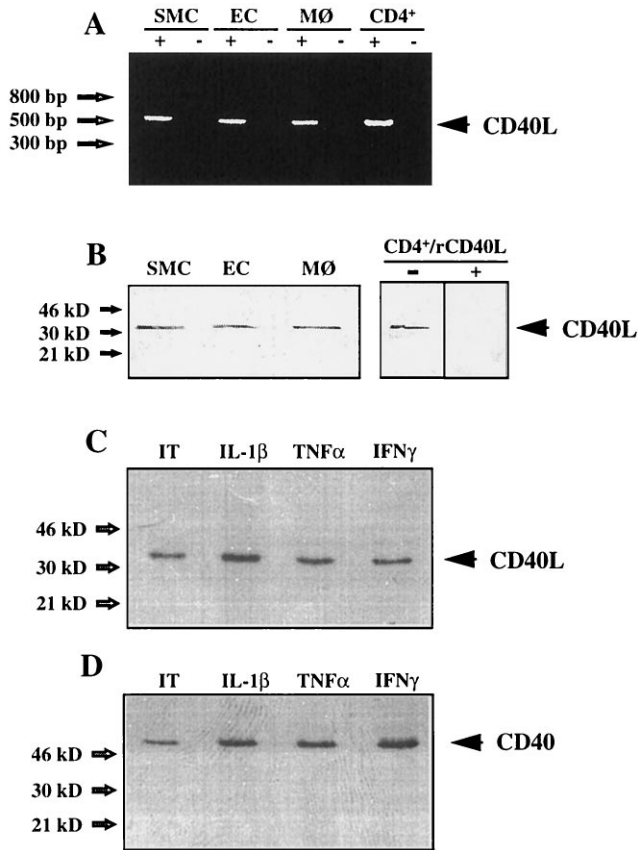 A
SMC EC MØ CD4⁺
+ - + - + - + -
800 bp
500 bp
300 bp
CD40L
B
SMC EC MØ
CD4⁺/rCD40L
- +
46 kD
30 kD
21 kD
CD40L
C
IT IL-1β TNFα IFNγ
46 kD
30 kD
21 kD
CD40L
D
IT IL-1β TNFα IFNγ
46 kD
30 kD
21 kD
CD40